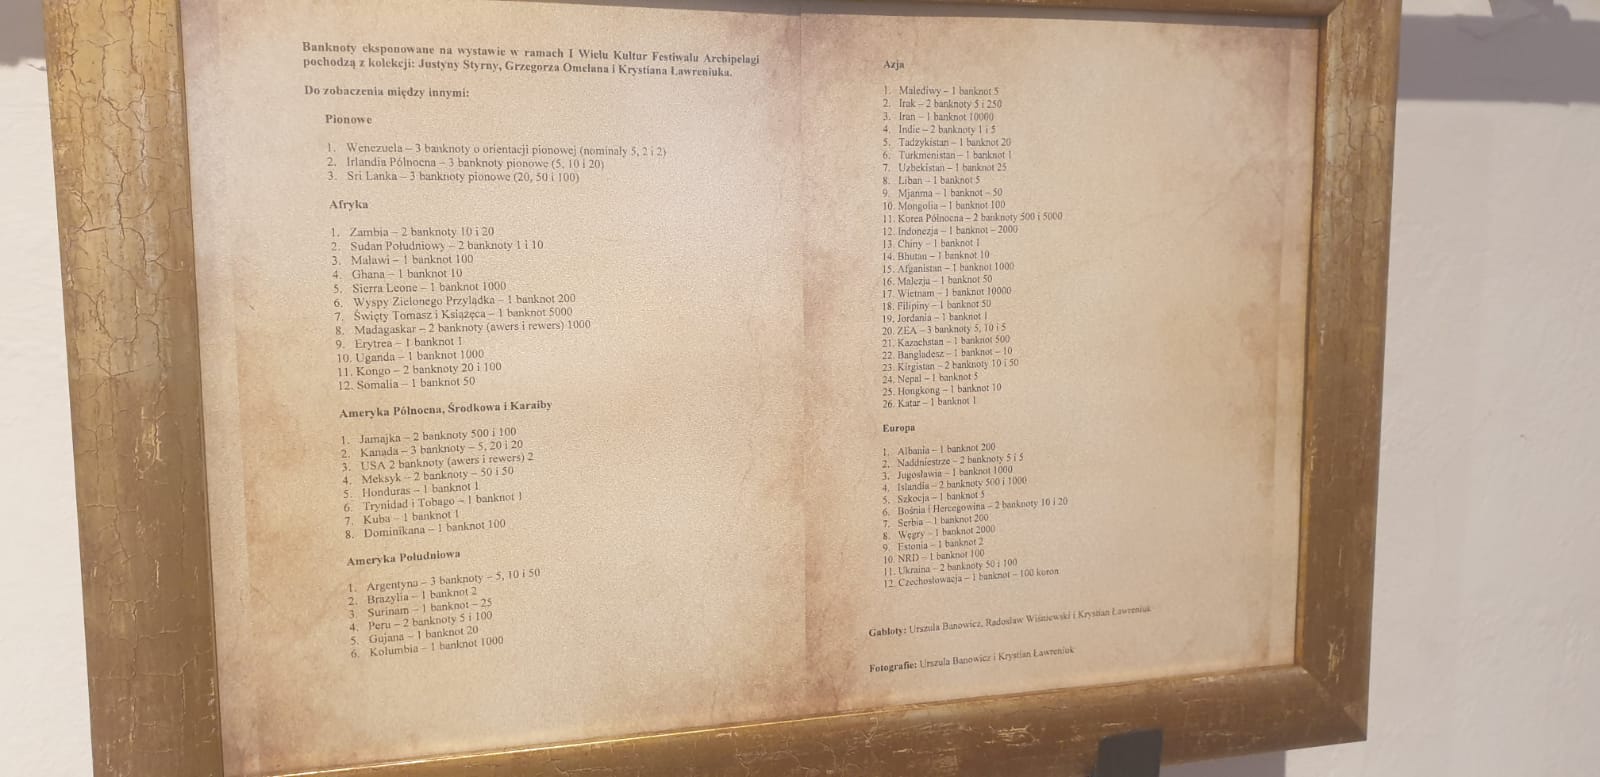 Banknoty eksponowane na wystawie w ramach I Wielu Kultur Festiwalu Archipelagi
pochodzą z kolekcji: Justyny Styrny, Grzegorza Omelana i Krystiana Ławreniuka.
Do zobaczenia między innymi:
Pionowe
1. Wenezuela – 3 banknoty o orientacji pionowej (nominały 5, 2 i 2)
2. Irlandia Północna – 3 banknoty pionowe (5, 10 i 20)
3. Sri Lanka – 3 banknoty pionowe (20, 50 i 100)
Afryka
1. Zambia – 2 banknoty 10 i 20
2. Sudan Południowy – 2 banknoty 1 i 10
3. Malawi – 1 banknot 100
4. Ghana – 1 banknot 10
5. Sierra Leone – 1 banknot 1000
6. Wyspy Zielonego Przylądka – 1 banknot 200
7. Święty Tomasz i Książęca – 1 banknot 5000
8. Madagaskar – 2 banknoty (awers i rewers) 1000
9. Erytrea – 1 banknot 1
10. Uganda – 1 banknot 1000
11. Kongo – 2 banknoty 20 i 100
12. Somalia – 1 banknot 50
Ameryka Północna, Środkowa i Karaiby
1. Jamajka – 2 banknoty 500 i 100
2. Kanada – 3 banknoty – 5, 20 i 20
3. USA 2 banknoty (awers i rewers) 2
4. Meksyk – 2 banknoty – 50 i 50
5. Honduras – 1 banknot 1
6. Trynidad i Tobago – 1 banknot 1
7. Kuba – 1 banknot 1
8. Dominikana – 1 banknot 100
Ameryka Południowa
1. Argentyna – 3 banknoty – 5, 10 i 50
2. Brazylia – 1 banknot 2
3. Surinam – 1 banknot – 25
4. Peru – 2 banknoty 5 i 100
5. Gujana – 1 banknot 20
6. Kolumbia – 1 banknot 1000
Azja
1. Malediwy – 1 banknot 5
2. Irak – 2 banknoty 5 i 250
3. Iran – 1 banknot 10000
4. Indie – 2 banknoty 1 i 5
5. Tadżykistan – 1 banknot 20
6. Turkmenistan – 1 banknot 1
7. Uzbekistan – 1 banknot 25
8. Liban – 1 banknot 5
9. Mjanma – 1 banknot – 50
10. Mongolia – 1 banknot 100
11. Korea Północna – 2 banknoty 500 i 5000
12. Indonezja – 1 banknot – 2000
13. Chiny – 1 banknot 1
14. Bhutan – 1 banknot 10
15. Afganistan – 1 banknot 1000
16. Malezja – 1 banknot 50
17. Wietnam – 1 banknot 10000
18. Filipiny – 1 banknot 50
19. Jordania – 1 banknot 1
20. ZEA – 3 banknoty 5, 10 i 5
21. Kazachstan – 1 banknot 500
22. Bangladesz – 1 banknot – 10
23. Kirgistan – 2 banknoty 10 i 50
24. Nepal – 1 banknot 5
25. Hongkong – 1 banknot 10
26. Katar – 1 banknot 1
Europa
1. Albania – 1 banknot 200
2. Naddniestrze – 2 banknoty 5 i 5
3. Jugosławia – 1 banknot 1000
4. Islandia – 2 banknoty 500 i 1000
5. Szkocja – 1 banknot 5
6. Bośnia i Hercegowina – 2 banknoty 10 i 20
7. Serbia – 1 banknot 200
8. Węgry – 1 banknot 2000
9. Estonia – 1 banknot 2
10. NRD – 1 banknot 100
11. Ukraina – 2 banknoty 50 i 100
12. Czechosłowacja – 1 banknot – 100 koron
Gabloty: Urszula Banowicz, Radosław Wiśniewski i Krystian Ławreniuk
Fotografie: Urszula Banowicz i Krystian Ławreniuk